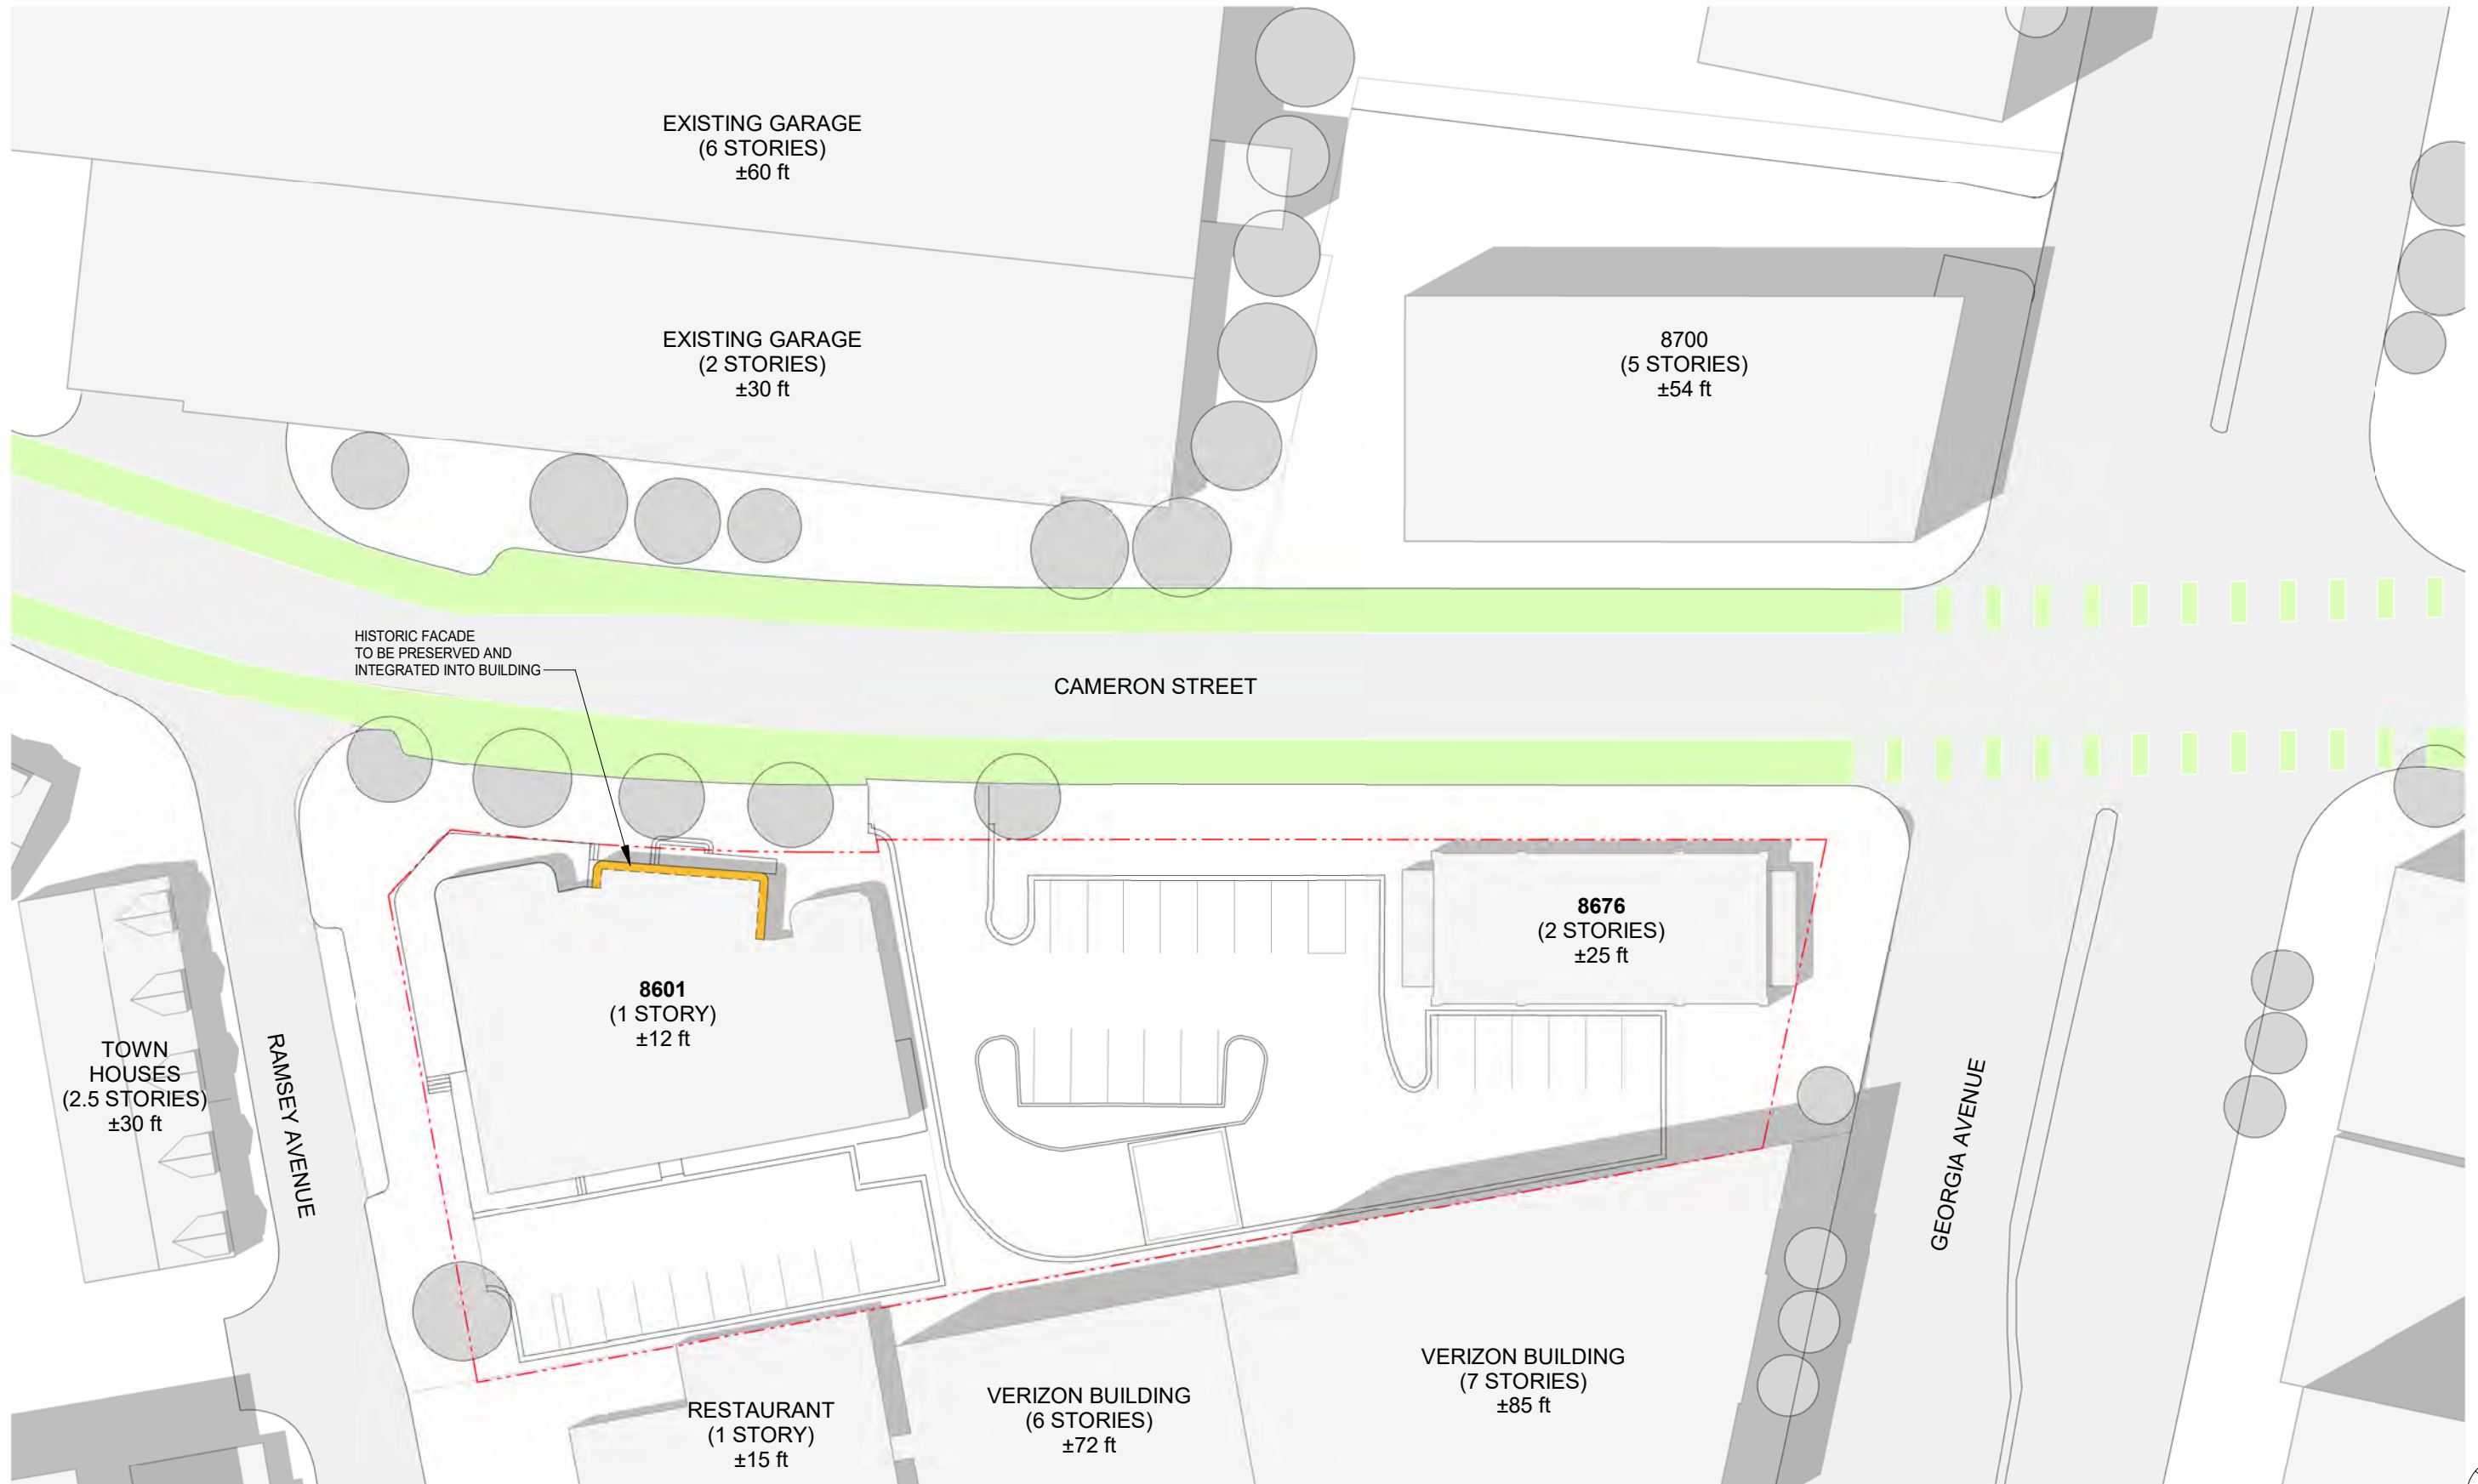 EXISTING GARAGE
(6 STORIES)
±60 ft
EXISTING GARAGE
(2 STORIES)
±30 ft
8700
(5 STORIES)
±54 ft
HISTORIC FACADE
TO BE PRESERVED AND
INTEGRATED INTO BUILDING
CAMERON STREET
8676
(2 STORIES)
±25 ft
8601
(1 STORY)
±12 ft
TOWN
HOUSES
(2.5 STORIES)
±30 ft
RAMSEY AVENUE
GEORGIA AVENUE
RESTAURANT
(1 STORY)
±15 ft
VERIZON BUILDING
(6 STORIES)
±72 ft
VERIZON BUILDING
(7 STORIES)
±85 ft